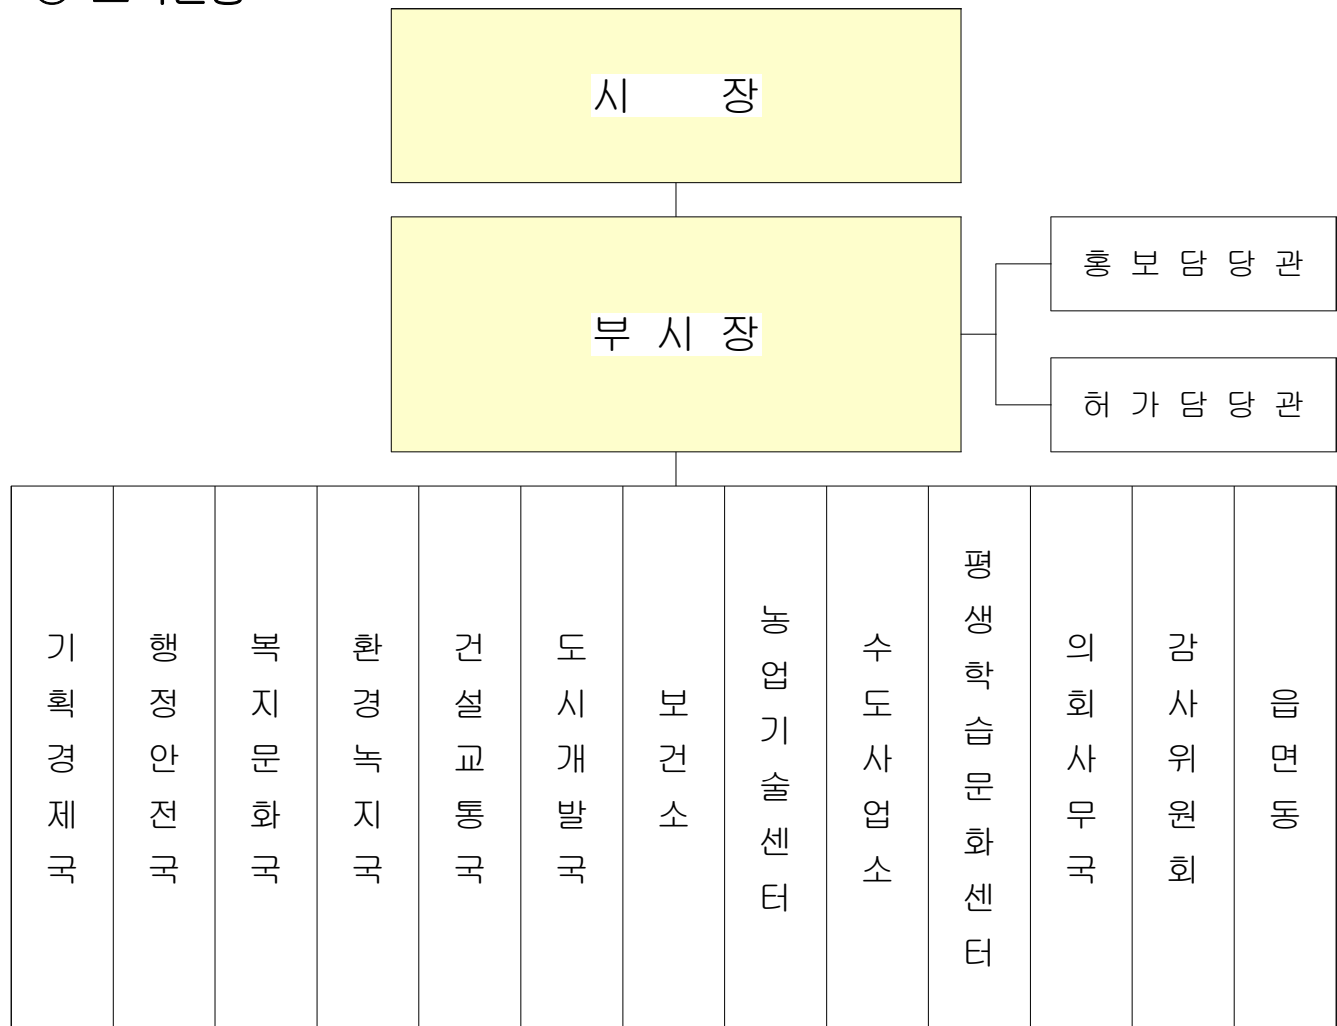 시 장
부 시 장
홍 보 담 당 관
허 가 담 당 관
기획경제국
행정안전국
복지문화국
환경녹지국
건설교통국
도시개발국
보건소
농업기술센터
수도사업소
평생학습문화센터
의회사무국
감사위원회
읍면동